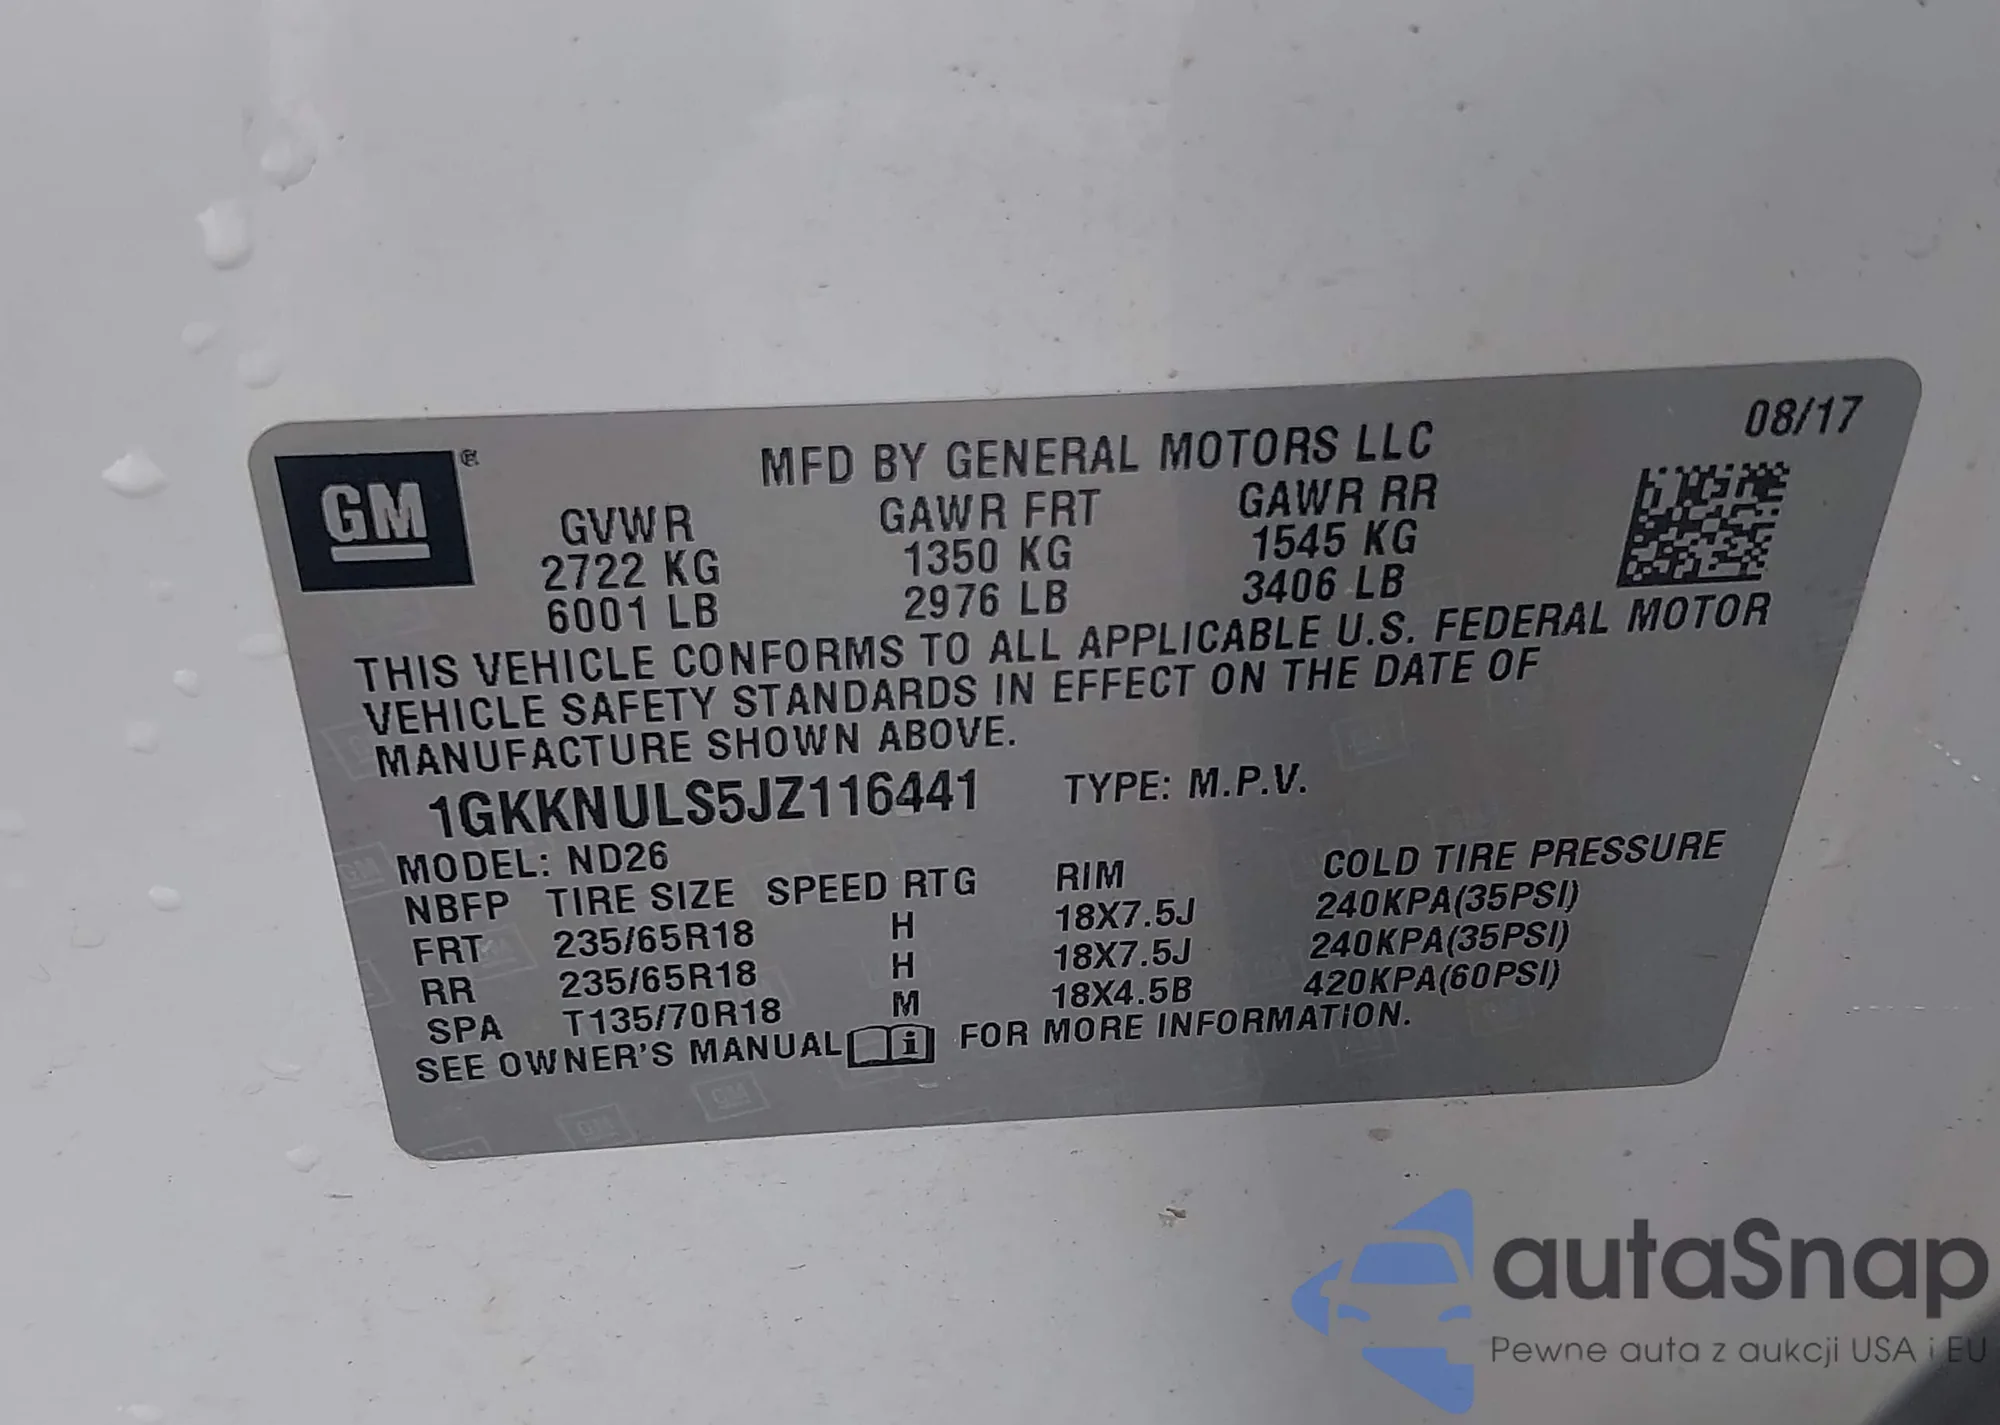 GM®
MFD BY GENERAL MOTORS LLC
08/17
GVWR GAWR FRT GAWR RR
2722 KG 1350 KG 1545 KG
6001 LB 2976 LB 3406 LB
THIS VEHICLE CONFORMS TO ALL APPLICABLE U.S. FEDERAL MOTOR
VEHICLE SAFETY STANDARDS IN EFFECT ON THE DATE OF
MANUFACTURE SHOWN ABOVE.
1GKKNULS5JZ116441 TYPE: M.P.V.
MODEL: ND26
NBFP TIRE SIZE SPEED RTG RIM COLD TIRE PRESSURE
FRT 235/65R18 H 18X7.5J 240KPA(35PSI)
RR 235/65R18 H 18X7.5J 240KPA(35PSI)
SPA T135/70R18 M 18X4.5B 420KPA(60PSI)
SEE OWNER'S MANUAL i FOR MORE INFORMATION.
autaSnap
Pewne auta z aukcji USA i EU